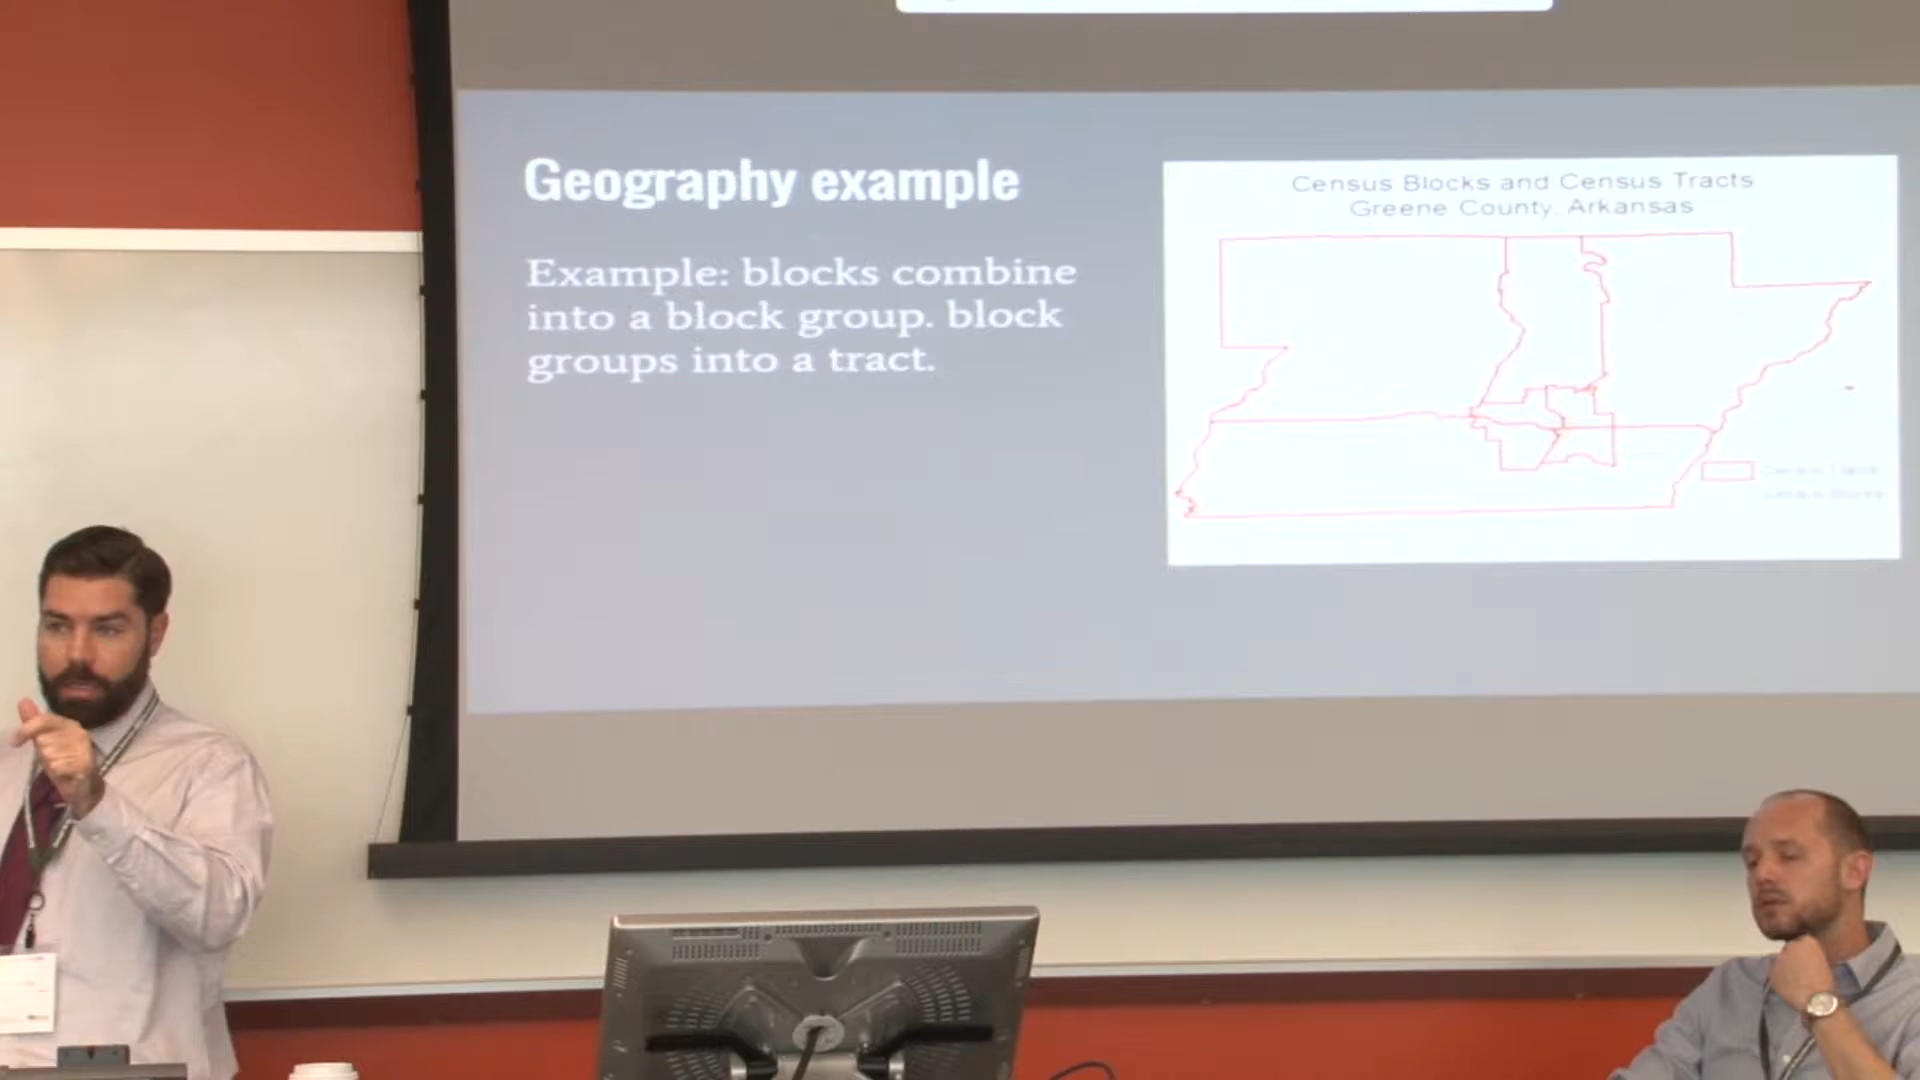 Geography example
Example: blocks combine
into a block group. block
groups into a tract.
Census Blocks and Census Tracts
Greene County, Arkansas